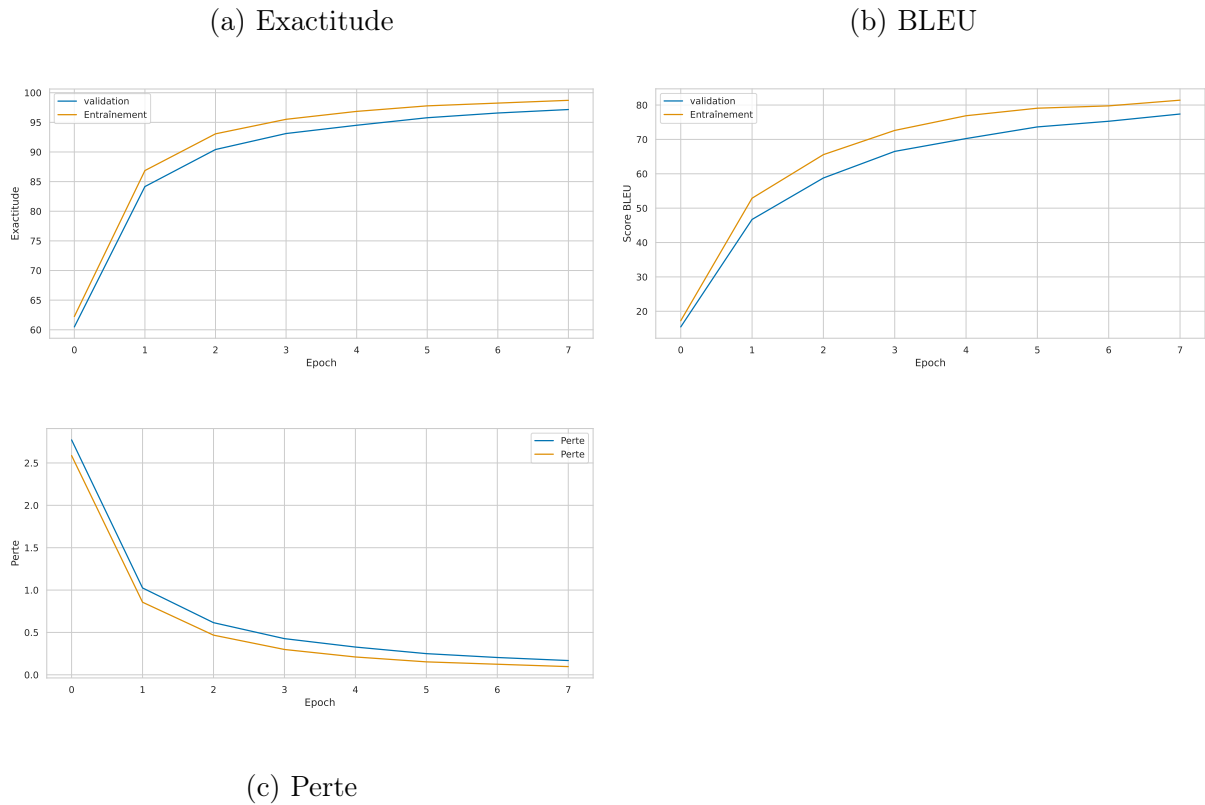 (a) Exactitude
(b) BLEU
validation
Entraînement
100
95
90
85
80
75
70
65
60
Exactitude
0 1 2 3 4 5 6 7
Epoch
validation
Entraînement
80
70
60
50
40
30
20
Score BLEU
0 1 2 3 4 5 6 7
Epoch
Perte
Perte
2.5
2.0
1.5
1.0
0.5
0.0
Perte
0 1 2 3 4 5 6 7
Epoch
(c) Perte